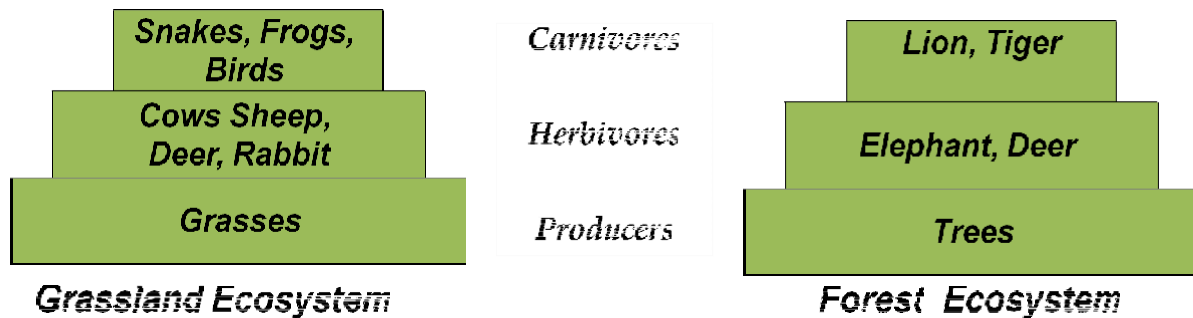 Snakes, Frogs,
Birds
Cows Sheep,
Deer, Rabbit
Grasses
Grassland Ecosystem
Carnivores
Herbivores
Producers
Lion, Tiger
Elephant, Deer
Trees
Forest Ecosystem